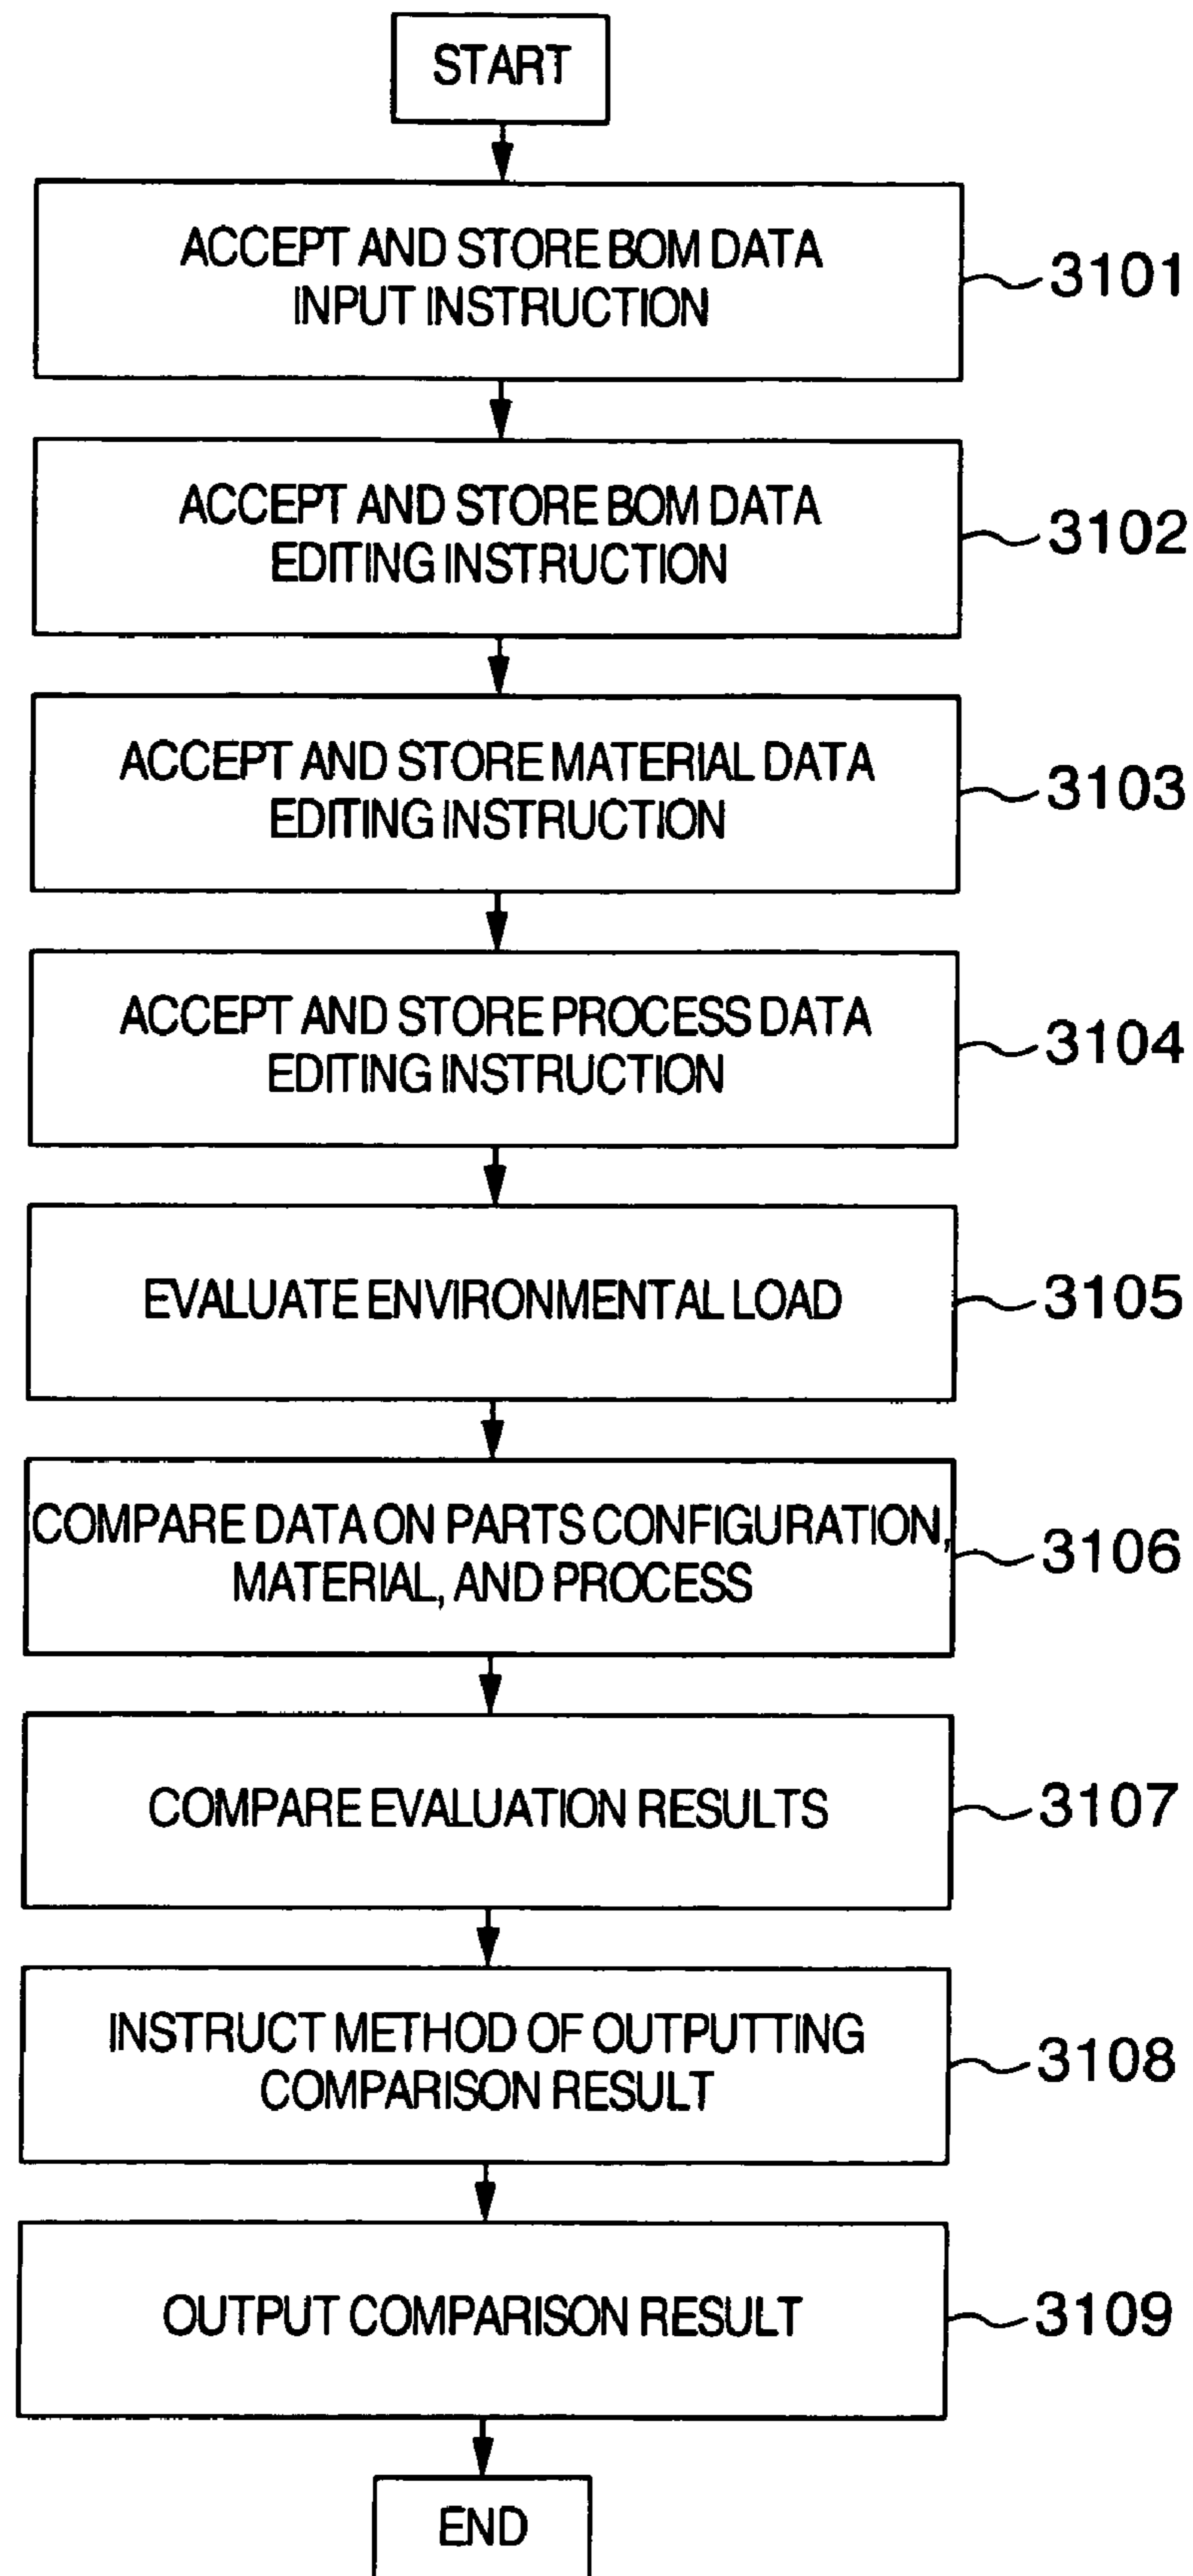 START
ACCEPT AND STORE BOM DATA
INPUT INSTRUCTION
3101
ACCEPT AND STORE BOM DATA
EDITING INSTRUCTION
3102
ACCEPT AND STORE MATERIAL DATA
EDITING INSTRUCTION
3103
ACCEPT AND STORE PROCESS DATA
EDITING INSTRUCTION
3104
EVALUATE ENVIRONMENTAL LOAD
3105
COMPARE DATA ON PARTS CONFIGURATION,
MATERIAL, AND PROCESS
3106
COMPARE EVALUATION RESULTS
3107
INSTRUCT METHOD OF OUTPUTTING
COMPARISON RESULT
3108
OUTPUT COMPARISON RESULT
3109
END